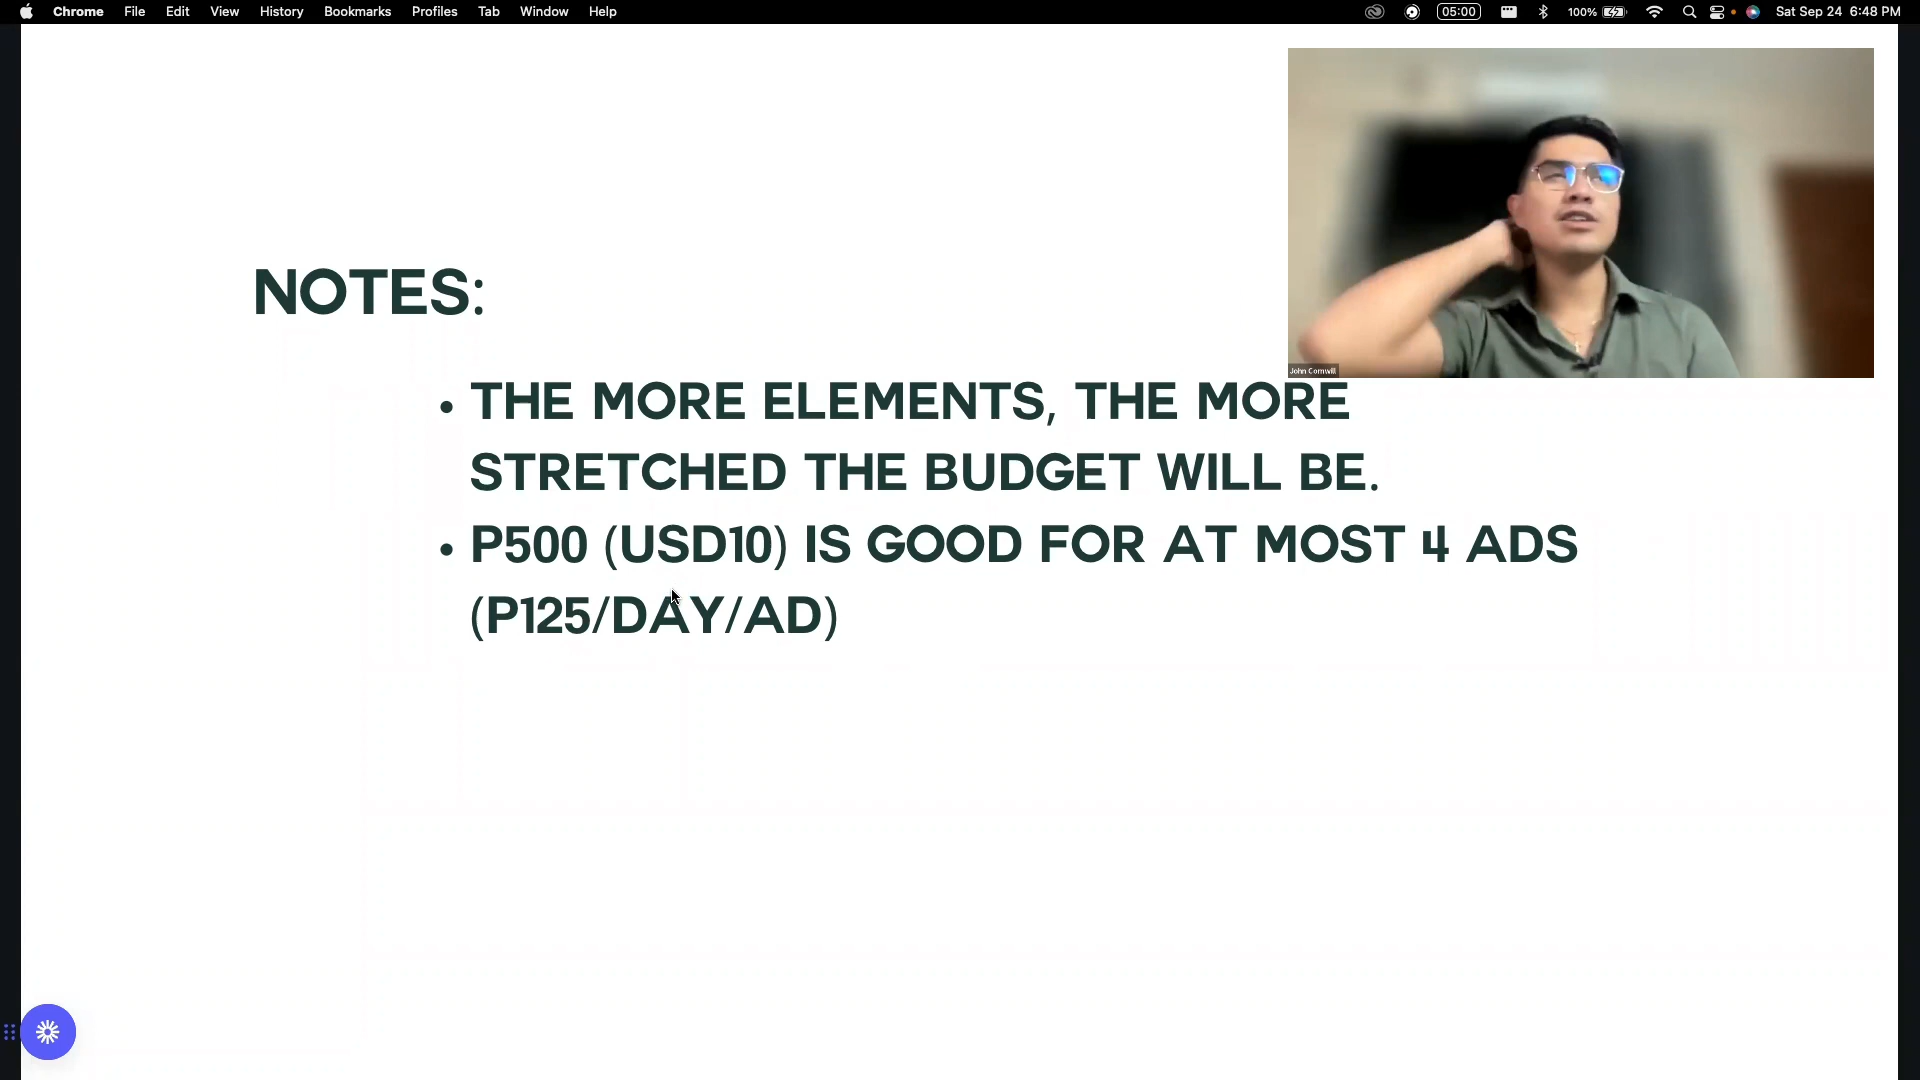 Chrome File Edit View History Bookmarks Profiles Tab Window Help 05:00 100% Sat Sep 24 6:48 PM
NOTES:
John Cornwill
• THE MORE ELEMENTS, THE MORE
STRETCHED THE BUDGET WILL BE.
• P500 (USD10) IS GOOD FOR AT MOST 4 ADS
(P125/DAY/AD)